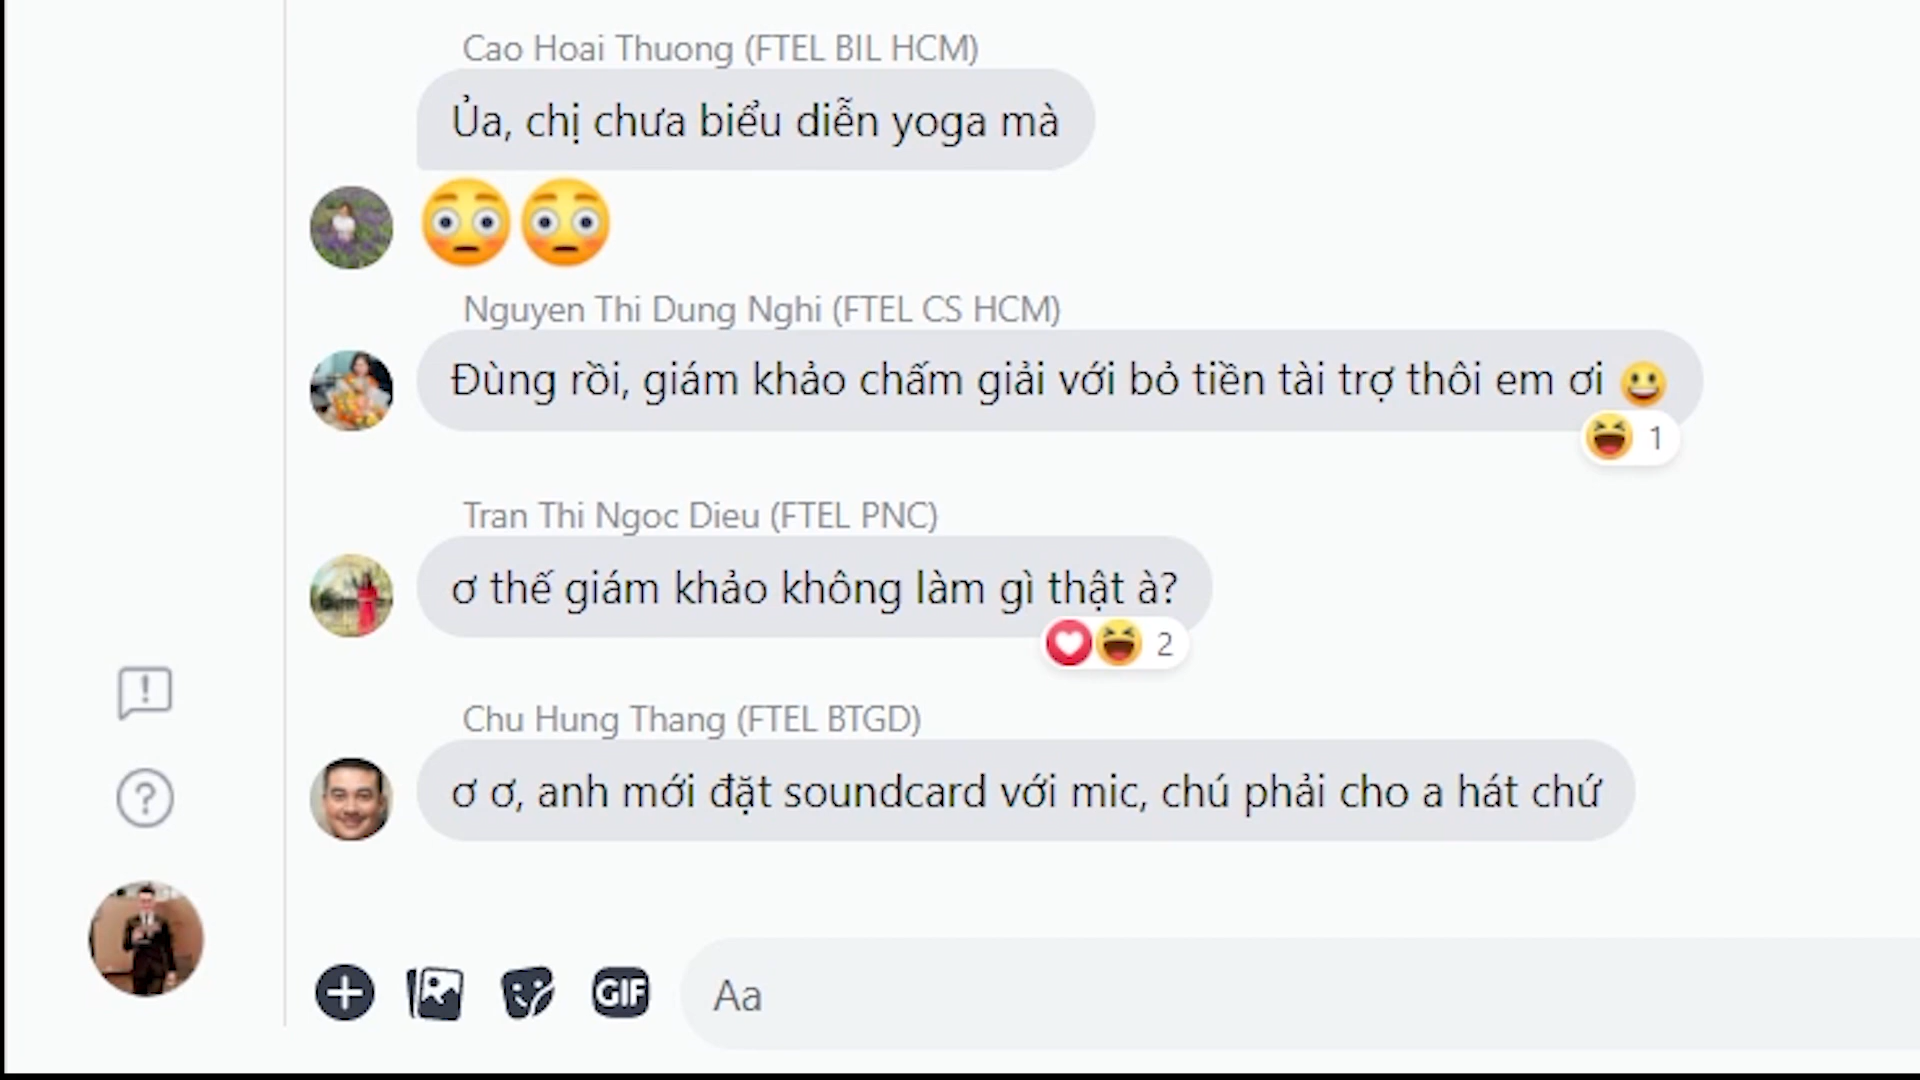 Cao Hoai Thuong (FTEL BIL HCM)
Ủa, chị chưa biểu diễn yoga mà
Nguyen Thi Dung Nghi (FTEL CS HCM)
Đùng rồi, giám khảo chấm giải với bỏ tiền tài trợ thôi em ơi
1
Tran Thi Ngoc Dieu (FTEL PNC)
ơ thế giám khảo không làm gì thật à?
2
Chu Hung Thang (FTEL BTGD)
ơ ơ, anh mới đặt soundcard với mic, chú phải cho a hát chứ
GIF
Aa